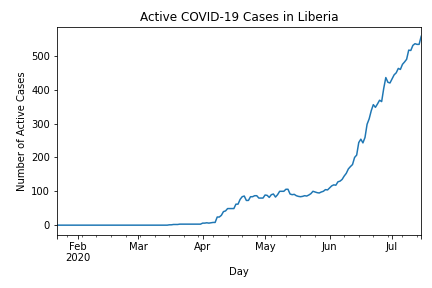 Active COVID-19 Cases in Liberia
Number of Active Cases
500
400
300
200
100
0
Feb
2020
Mar
Apr
May
Jun
Jul
Day